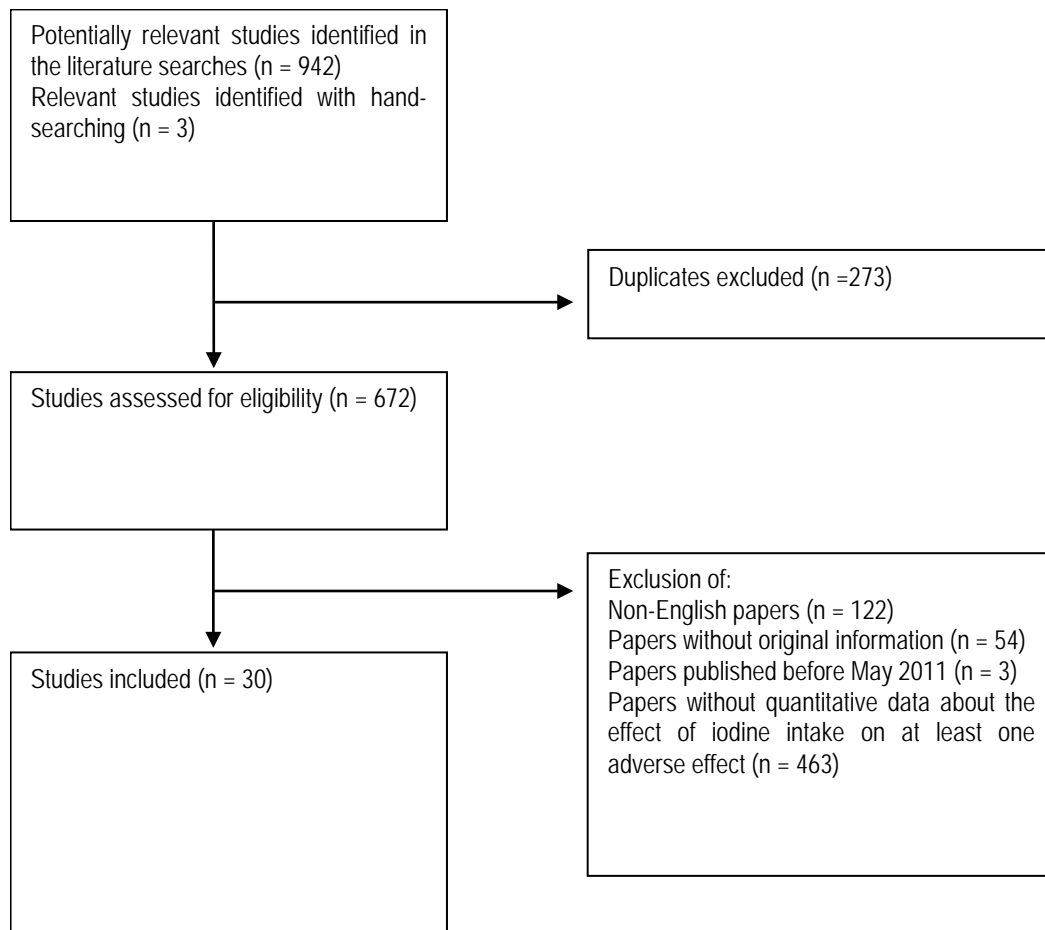 Potentially relevant studies identified in
the literature searches (n = 942)
Relevant studies identified with hand-
searching (n = 3)
Duplicates excluded (n =273)
Studies assessed for eligibility (n = 672)
Exclusion of:
Non-English papers (n = 122)
Papers without original information (n = 54)
Papers published before May 2011 (n = 3)
Papers without quantitative data about the
effect of iodine intake on at least one
adverse effect (n = 463)
Studies included (n = 30)